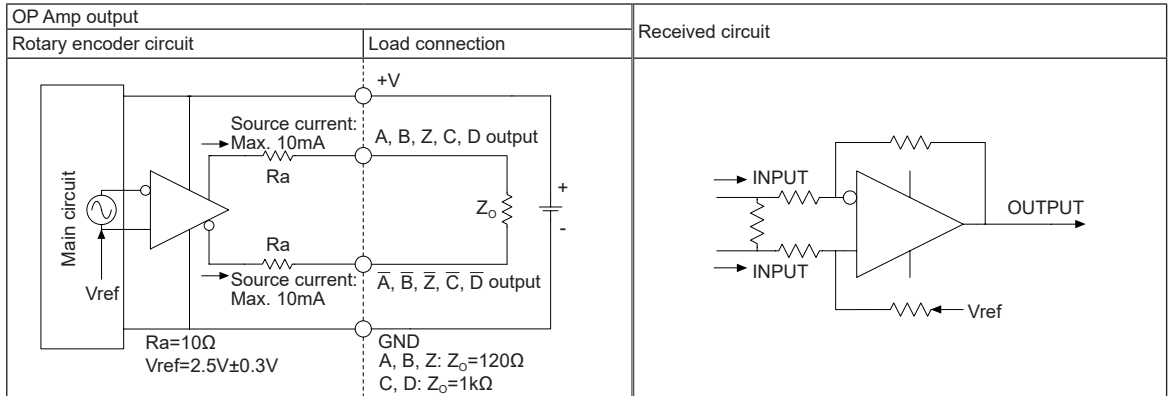 OP Amp output
Rotary encoder circuit
Load connection
Received circuit
+V
Source current:
Max. 10mA
A, B, Z, C, D output
Ra
Main circuit
Zo
+
-
Ra
Source current:
Max. 10mA
A̅, B̅, Z̅, C̅, D̅ output
Vref
Ra=10Ω
Vref=2.5V±0.3V
GND
A, B, Z: Zo=120Ω
C, D: Zo=1kΩ
INPUT
OUTPUT
INPUT
Vref